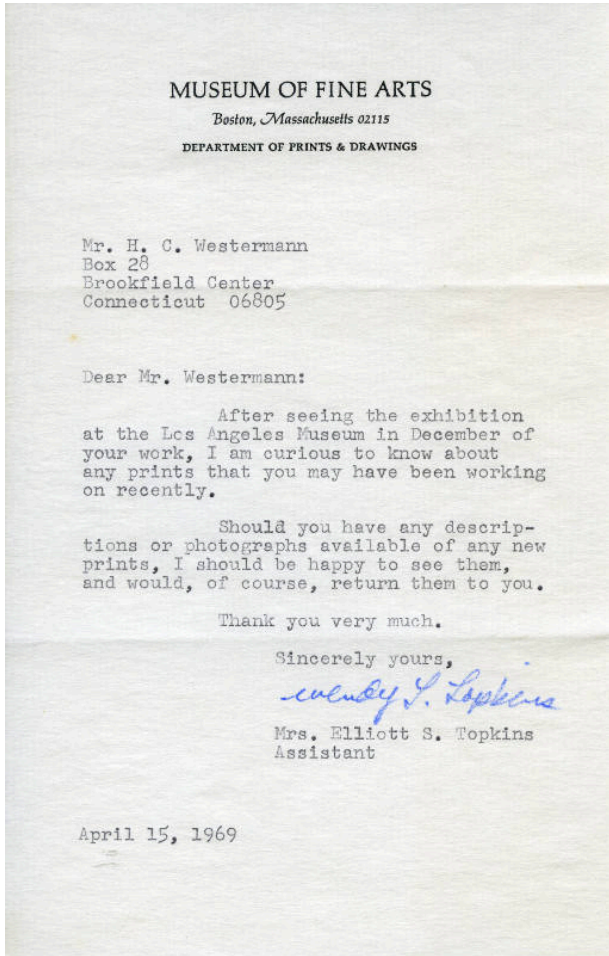 MUSEUM OF FINE ARTS
Boston, Massachusetts 02115
DEPARTMENT OF PRINTS & DRAWINGS
Mr. H. C. Westermann
Box 28
Brookfield Center
Connecticut 06805
Dear Mr. Westermann:
After seeing the exhibition
at the Los Angeles Museum in December of
your work, I am curious to know about
any prints that you may have been working
on recently.
Should you have any descrip-
tions or photographs available of any new
prints, I should be happy to see them,
and would, of course, return them to you.
Thank you very much.
Sincerely yours,
Wendy S. Topkins
Mrs. Elliott S. Topkins
Assistant
April 15, 1969